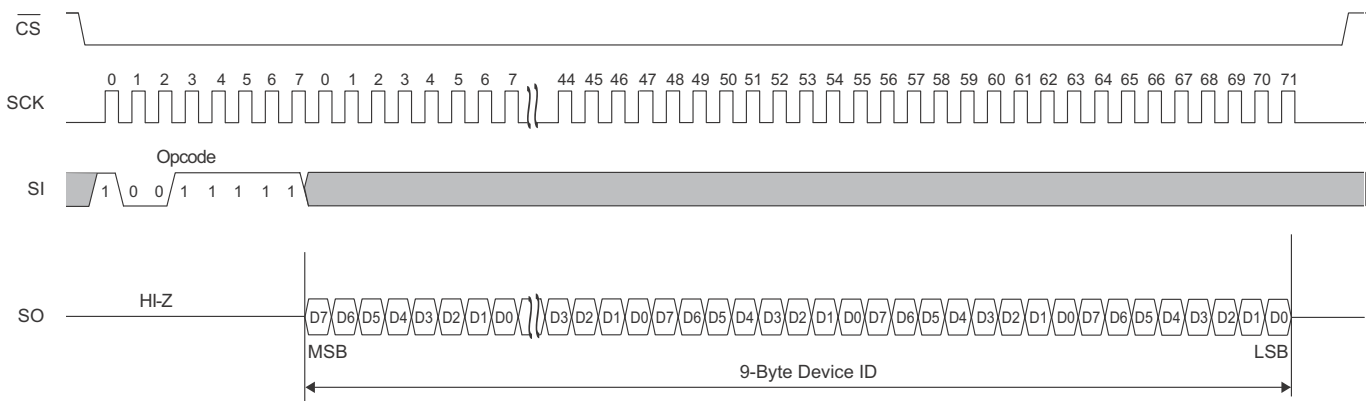 CS
0 1 2 3 4 5 6 7 0 1 2 3 4 5 6 7 44 45 46 47 48 49 50 51 52 53 54 55 56 57 58 59 60 61 62 63 64 65 66 67 68 69 70 71
SCK
Opcode
SI 1 0 0 1 1 1 1 1
HI-Z
SO D7 D6 D5 D4 D3 D2 D1 D0 D3 D2 D1 D0 D7 D6 D5 D4 D3 D2 D1 D0 D7 D6 D5 D4 D3 D2 D1 D0 D7 D6 D5 D4 D3 D2 D1 D0
MSB LSB
9-Byte Device ID